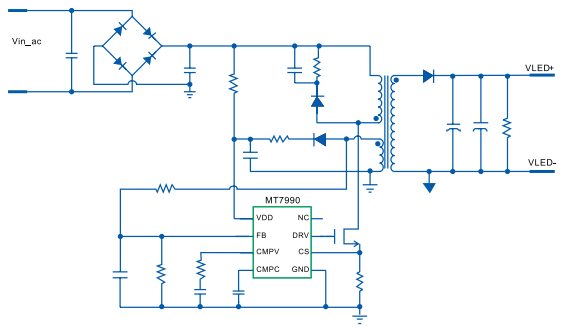 Vin_ac
VLED+
VLED-
MT7990
VDD NC
FB DRV
CMPV CS
CMPC GND